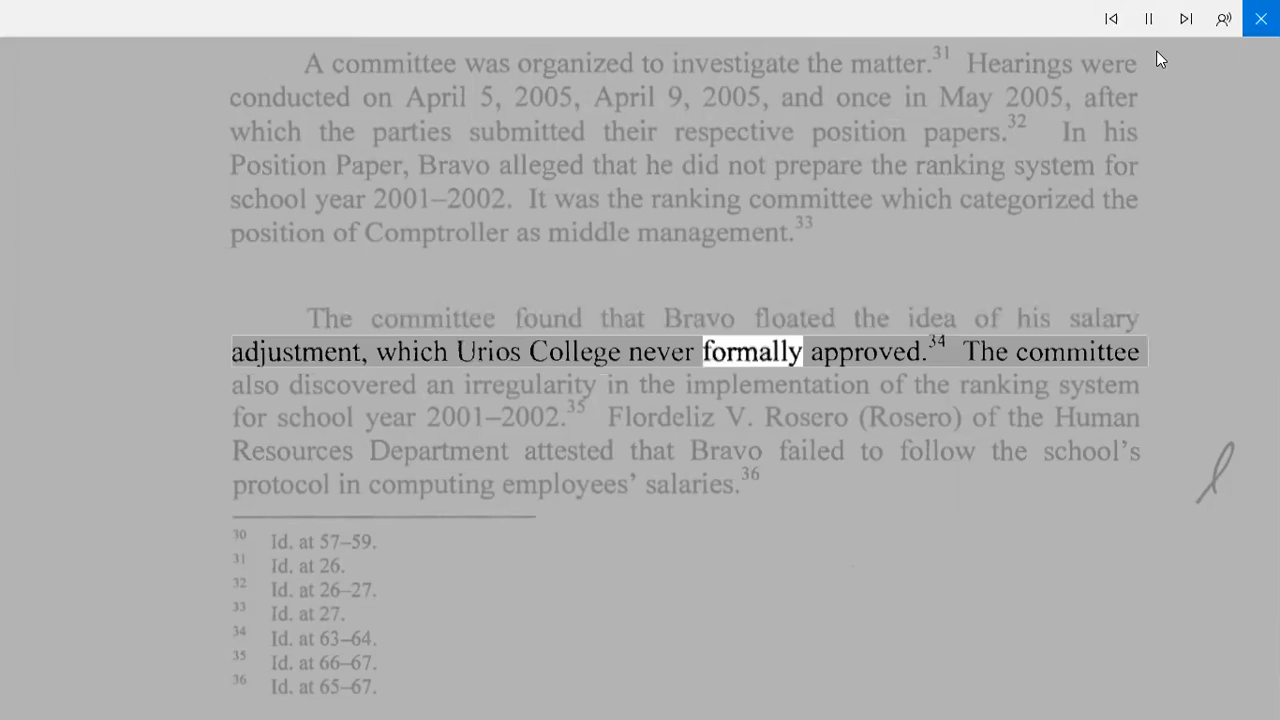 A committee was organized to investigate the matter.31 Hearings were
conducted on April 5, 2005, April 9, 2005, and once in May 2005, after
which the parties submitted their respective position papers.32 In his
Position Paper, Bravo alleged that he did not prepare the ranking system for
school year 2001–2002. It was the ranking committee which categorized the
position of Comptroller as middle management.33
The committee found that Bravo floated the idea of his salary
adjustment, which Urios College never formally approved.34 The committee
also discovered an irregularity in the implementation of the ranking system
for school year 2001–2002.35 Flordeliz V. Rosero (Rosero) of the Human
Resources Department attested that Bravo failed to follow the school's
protocol in computing employees' salaries.36
30 Id. at 57–59.
31 Id. at 26.
32 Id. at 26–27.
33 Id. at 27.
34 Id. at 63–64.
35 Id. at 66–67.
36 Id. at 65–67.